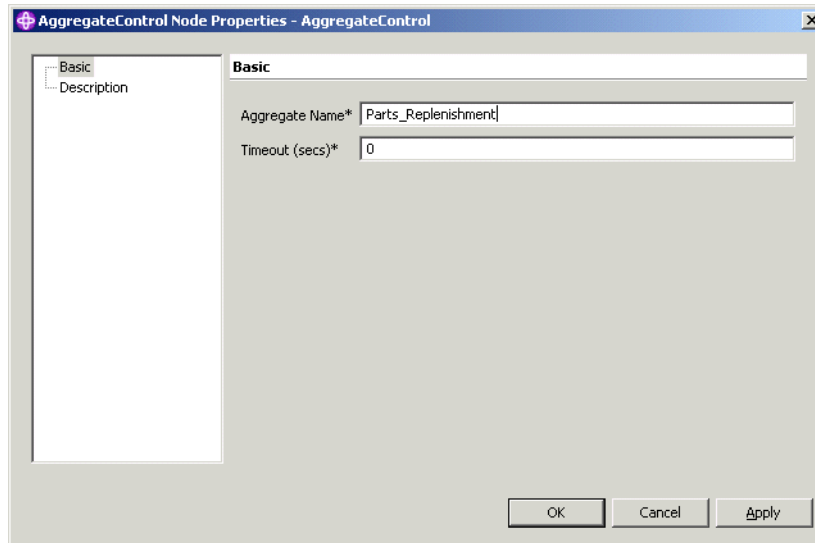 AggregateControl Node Properties - AggregateControl
Basic
Description
Basic
Aggregate Name* Parts_Replenishment
Timeout (secs)* 0
OK Cancel Apply